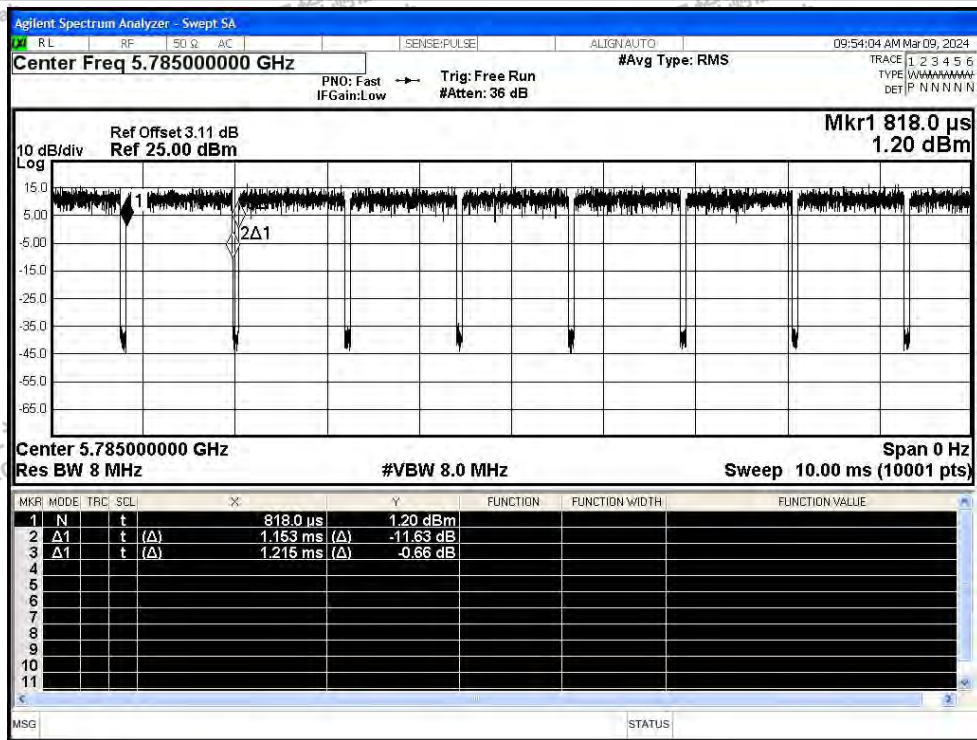 Agilent Spectrum Analyzer - Swept SA
RL RF 50 Ω AC SENSE:PULSE ALIGN AUTO 09:54:04 AM Mar 09, 2024
Center Freq 5.785000000 GHz #Avg Type: RMS TRACE 1 2 3 4 5 6
PNO: Fast Trig: Free Run TYPE WWWWWW
IFGain:Low #Atten: 36 dB DET P N N N N N
Mkr1 818.0 µs
1.20 dBm
Ref Offset 3.11 dB
10 dB/div Ref 25.00 dBm
Log
15.0
5.00
-5.00
-15.0
-25.0
-35.0
-45.0
-55.0
-65.0
1
2Δ1
Center 5.785000000 GHz Span 0 Hz
Res BW 8 MHz #VBW 8.0 MHz Sweep 10.00 ms (10001 pts)
MKR MODE TRC SCL X Y FUNCTION FUNCTION WIDTH FUNCTION VALUE
1 N t 818.0 µs 1.20 dBm
2 Δ1 t (Δ) 1.153 ms (Δ) -11.63 dB
3 Δ1 t (Δ) 1.215 ms (Δ) -0.66 dB
4
5
6
7
8
9
10
11
MSG STATUS